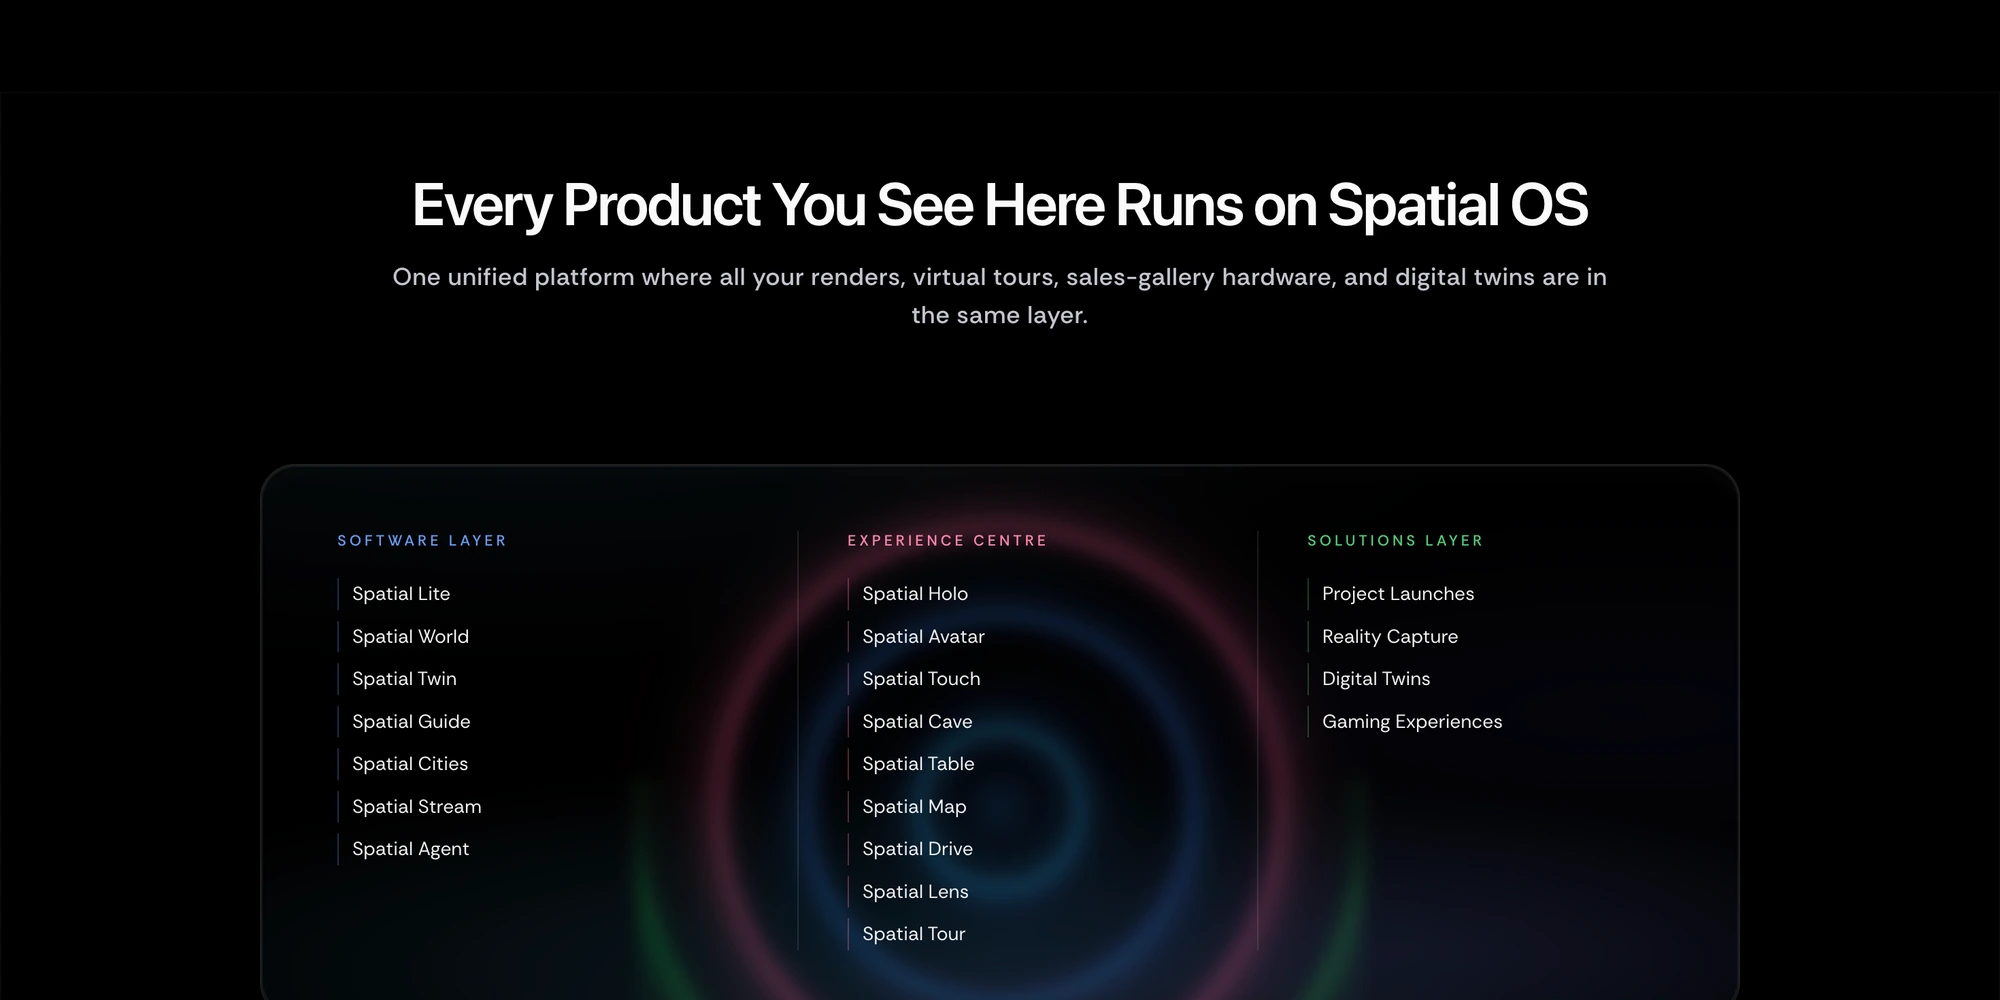 Every Product You See Here Runs on Spatial OS
One unified platform where all your renders, virtual tours, sales-gallery hardware, and digital twins are in
the same layer.
SOFTWARE LAYER
Spatial Lite
Spatial World
Spatial Twin
Spatial Guide
Spatial Cities
Spatial Stream
Spatial Agent
EXPERIENCE CENTRE
Spatial Holo
Spatial Avatar
Spatial Touch
Spatial Cave
Spatial Table
Spatial Map
Spatial Drive
Spatial Lens
Spatial Tour
SOLUTIONS LAYER
Project Launches
Reality Capture
Digital Twins
Gaming Experiences